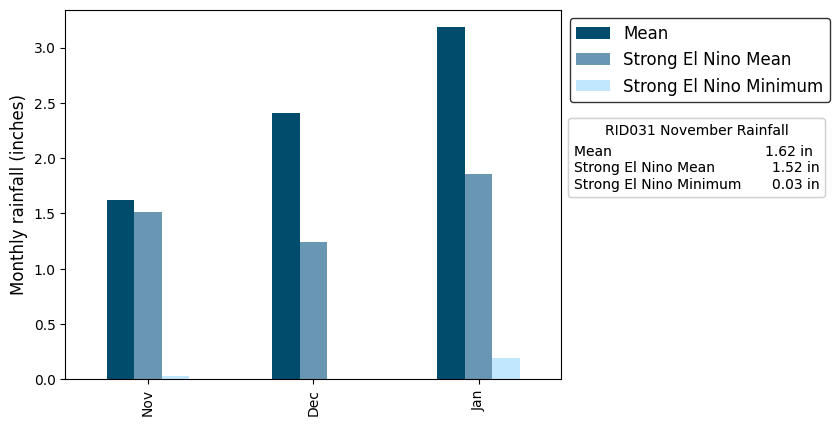 Monthly rainfall (inches)
3.0
2.5
2.0
1.5
1.0
0.5
0.0
Nov
Dec
Jan
Mean
Strong El Nino Mean
Strong El Nino Minimum
RID031 November Rainfall
Mean 1.62 in
Strong El Nino Mean 1.52 in
Strong El Nino Minimum 0.03 in